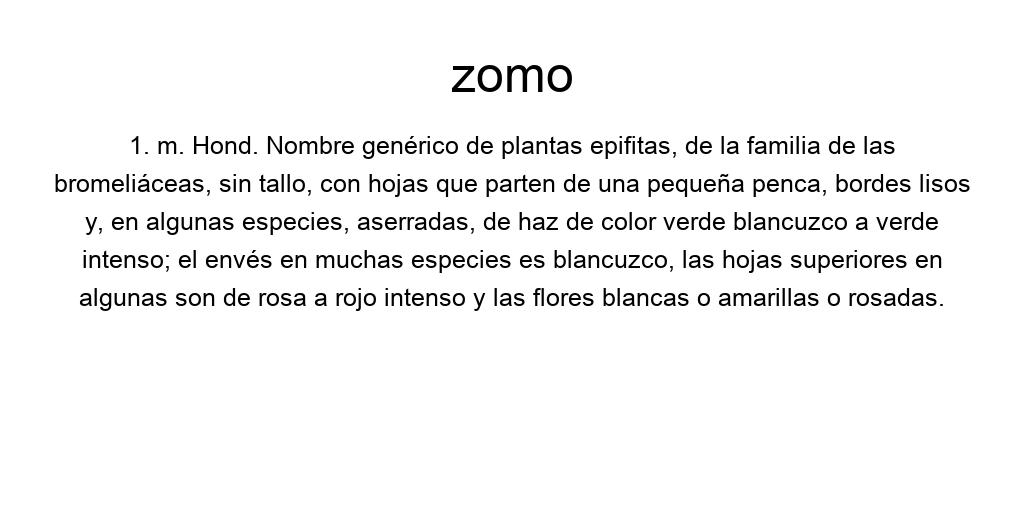 zomo
1. m. Hond. Nombre genérico de plantas epifitas, de la familia de las
bromeliáceas, sin tallo, con hojas que parten de una pequeña penca, bordes lisos
y, en algunas especies, aserradas, de haz de color verde blancuzco a verde
intenso; el envés en muchas especies es blancuzco, las hojas superiores en
algunas son de rosa a rojo intenso y las flores blancas o amarillas o rosadas.